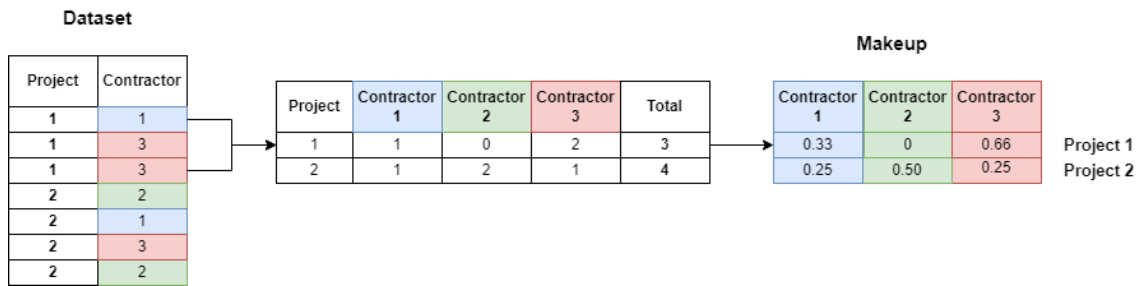 Dataset
Project Contractor
1 1
1 3
1 3
2 2
2 1
2 3
2 2
Project Contractor 1 Contractor 2 Contractor 3 Total
1 1 0 2 3
2 1 2 1 4
Makeup
Contractor 1 Contractor 2 Contractor 3
0.33 0 0.66 Project 1
0.25 0.50 0.25 Project 2